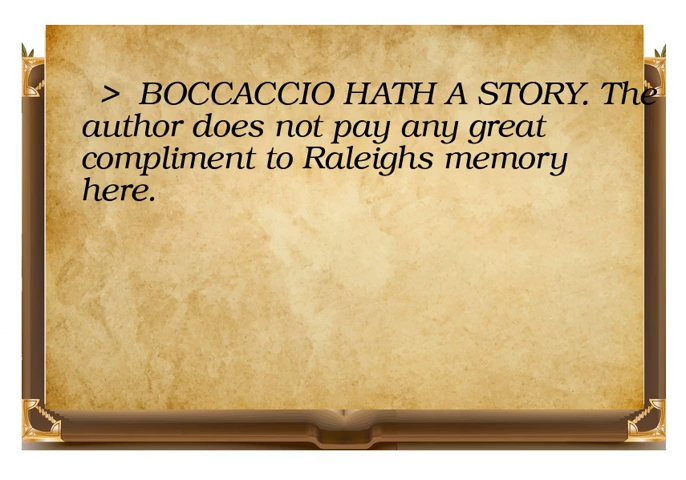 > BOCCACCIO HATH A STORY. The
author does not pay any great
compliment to Raleighs memory
here.